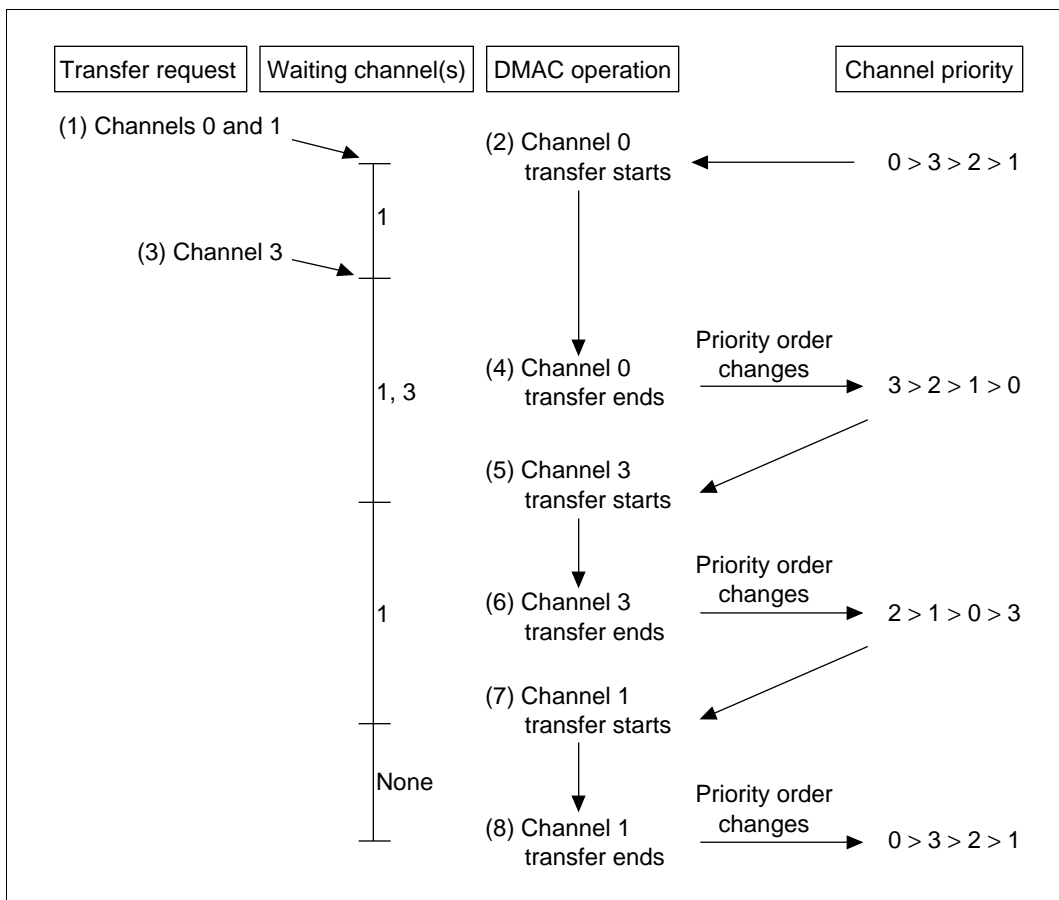 Transfer request
Waiting channel(s)
DMAC operation
Channel priority
(1) Channels 0 and 1
(2) Channel 0
transfer starts
0 > 3 > 2 > 1
1
(3) Channel 3
1, 3
(4) Channel 0
transfer ends
Priority order
changes
3 > 2 > 1 > 0
(5) Channel 3
transfer starts
1
(6) Channel 3
transfer ends
Priority order
changes
2 > 1 > 0 > 3
(7) Channel 1
transfer starts
None
(8) Channel 1
transfer ends
Priority order
changes
0 > 3 > 2 > 1